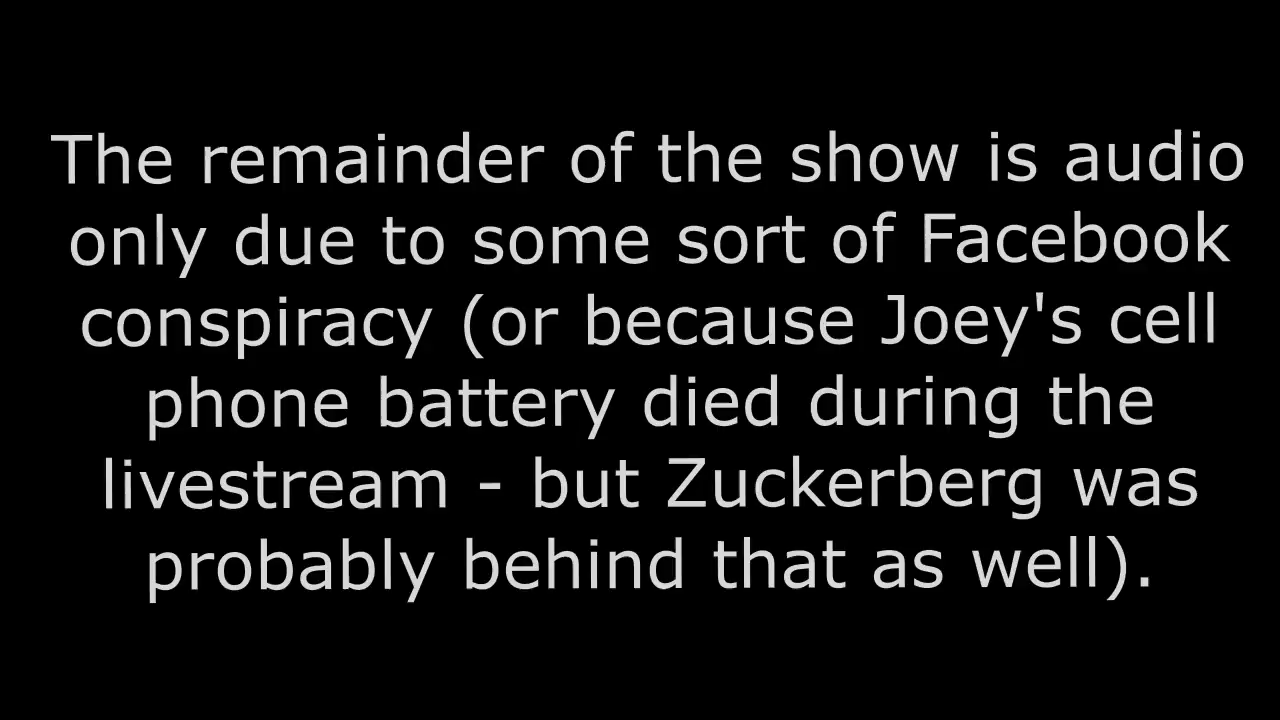 The remainder of the show is audio
only due to some sort of Facebook
conspiracy (or because Joey's cell
phone battery died during the
livestream - but Zuckerberg was
probably behind that as well).